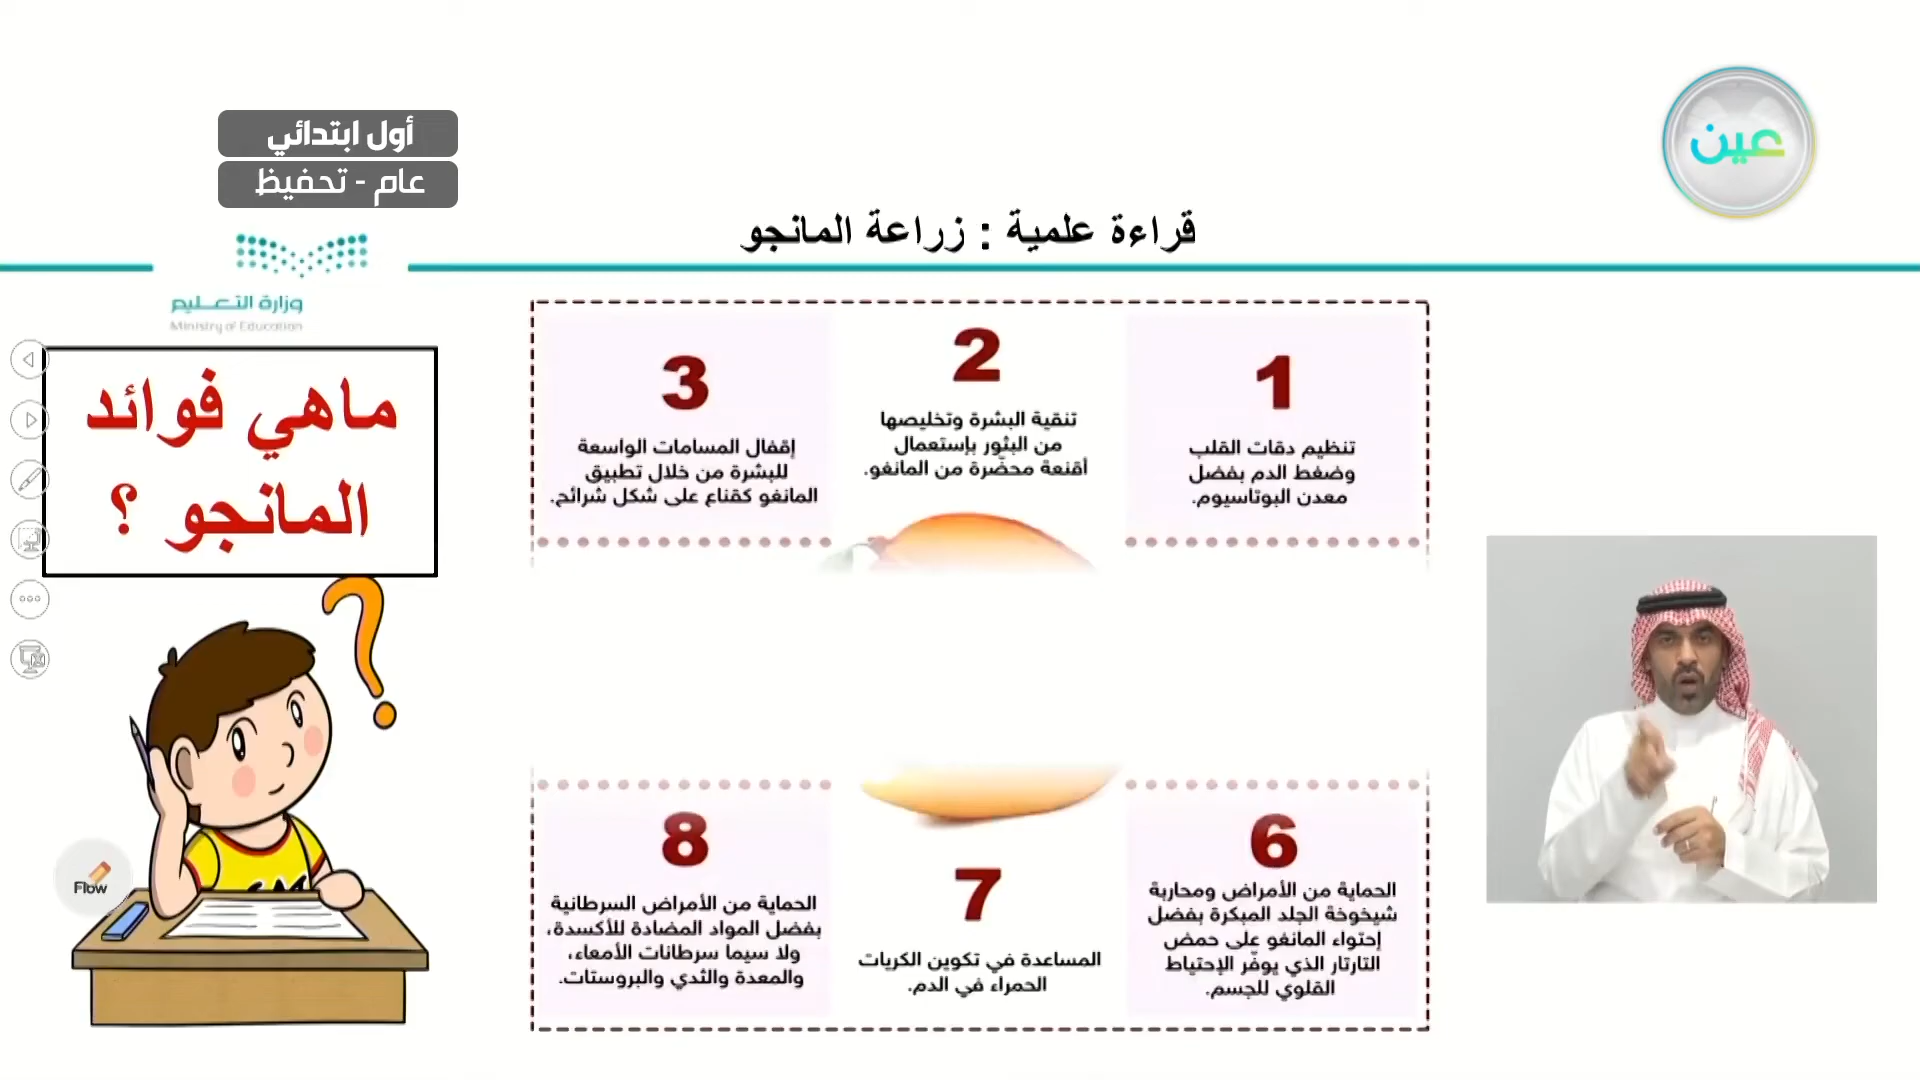 عين
أول ابتدائي
عام - تحفيظ
قراءة علمية : زراعة المانجو
وزارة التعليم
Ministry of Education
ماهي فوائد
المانجو ؟
1
تنظيم دقات القلب
وضغط الدم بفضل
معدن البوتاسيوم.
2
تنقية البشرة وتخليصها
من البثور بإستعمال
أقنعة محضّرة من المانغو.
3
إقفال المسامات الواسعة
للبشرة من خلال تطبيق
المانغو كقناع على شكل شرائح.
6
الحماية من الأمراض ومحاربة
شيخوخة الجلد المبكرة بفضل
إحتواء المانغو على حمض
التارتار الذي يوفّر الإحتياط
القلوي للجسم.
7
المساعدة في تكوين الكريات
الحمراء في الدم.
8
الحماية من الأمراض السرطانية
بفضل المواد المضادة للأكسدة،
ولا سيما سرطانات الأمعاء،
والمعدة والثدي والبروستات.
Flow